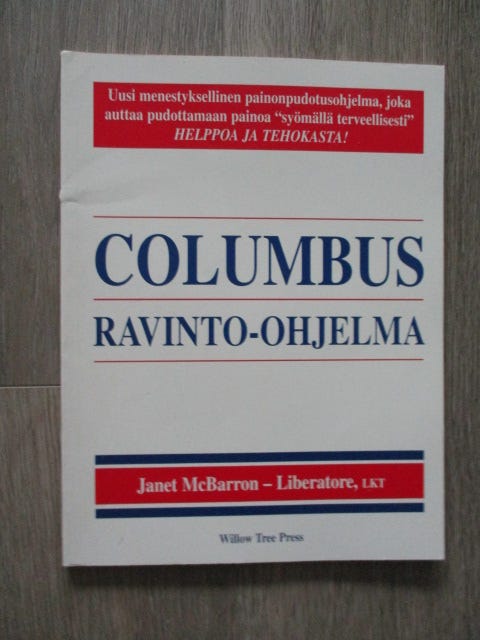 Uusi menestyksellinen painonpudotusohjelma, joka
auttaa pudottamaan painoa “syömällä terveellisesti”
HELPPOA JA TEHOKASTA!
COLUMBUS
RAVINTO-OHJELMA
Janet McBarron – Liberatore, LKT
Willow Tree Press